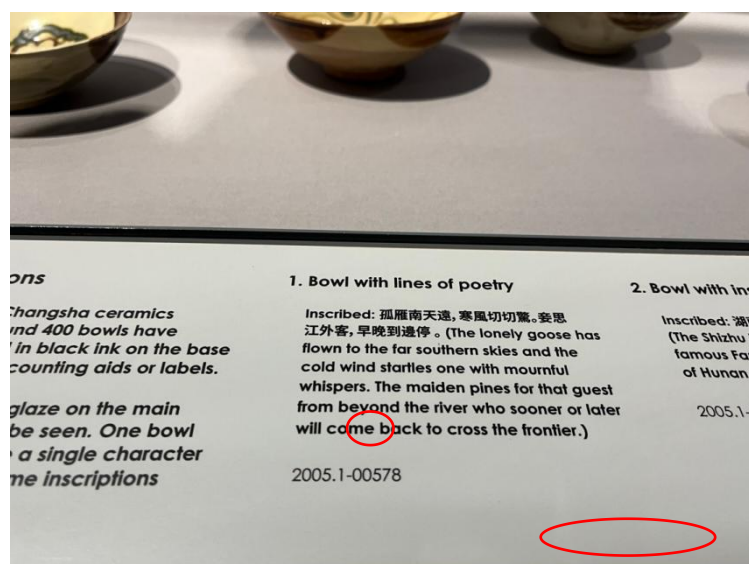 ons
Changsha ceramics
und 400 bowls have
in black ink on the base
counting aids or labels.
glaze on the main
be seen. One bowl
a single character
me inscriptions
1. Bowl with lines of poetry
Inscribed: 孤雁南天遠，寒風切切驚。妾思
江外客，早晚到邊停。(The lonely goose has
flown to the far southern skies and the
cold wind startles one with mournful
whispers. The maiden pines for that guest
from beyond the river who sooner or later
will come back to cross the frontier.)
2005.1-00578
2. Bowl with ins
Inscribed: 湖
(The Shizhu
famous Fa
of Hunan
2005.1-